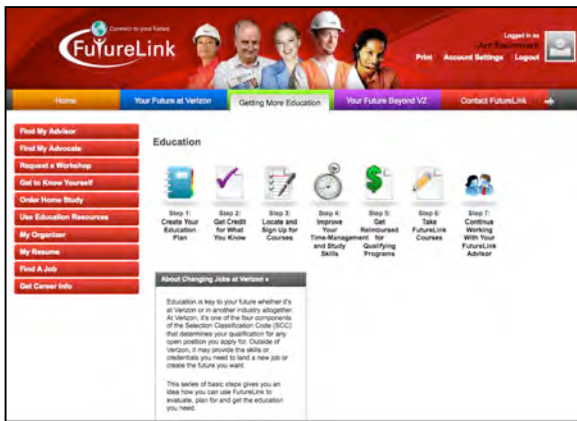 Connect to your future
FutureLink
Logged in as
Print Account Settings Logout
Home
Your Future at Verizon
Getting More Education
Your Future Beyond VZ
Contact FutureLink
Find My Advisor
Find My Advocate
Request a Workshop
Get to Know Yourself
Order Home Study
Use Education Resources
My Organizer
My Resume
Find A Job
Get Career Info
Education
Step 1:
Create Your
Education
Plan
Step 2:
Get Credit
for What
You Know
Step 3:
Locate and
Sign Up for
Courses
Step 4:
Improve
Your
Time-Management
and Study
Skills
Step 5:
Get
Reimbursed
for
Qualifying
Programs
Step 6:
Take
FutureLink
Courses
Step 7:
Continue
Working
With Your
FutureLink
Advisor
About Changing Jobs at Verizon »
Education is key to your future whether it's
at Verizon or in another industry altogether.
At Verizon, it's one of the four components
of the Selection Classification Code (SCC)
that determines your qualification for any
open position you apply for. Outside of
Verizon, it may provide the skills or
credentials you need to land a new job or
create the future you want.
This series of basic steps gives you an
idea how you can use FutureLink to
evaluate, plan for and get the education
you need.